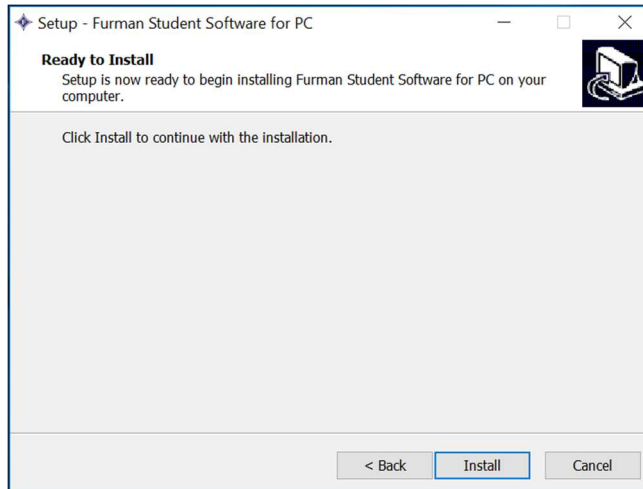 Setup - Furman Student Software for PC
Ready to Install
Setup is now ready to begin installing Furman Student Software for PC on your
computer.
Click Install to continue with the installation.
< Back
Install
Cancel